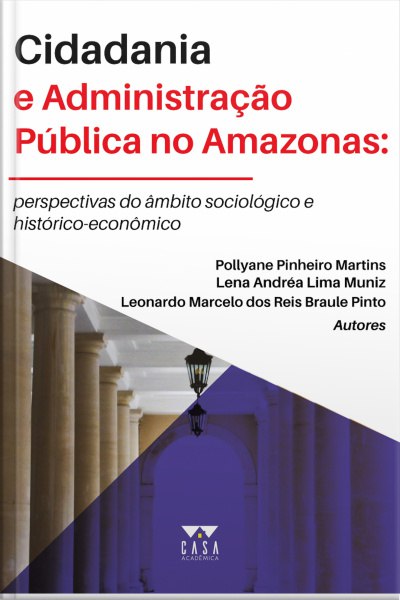 Cidadania
e Administração
Pública no Amazonas:
perspectivas do âmbito sociológico e
histórico-econômico
Pollyane Pinheiro Martins
Lena Andréa Lima Muniz
Leonardo Marcelo dos Reis Braule Pinto
Autores
CASA
ACADÊMICA